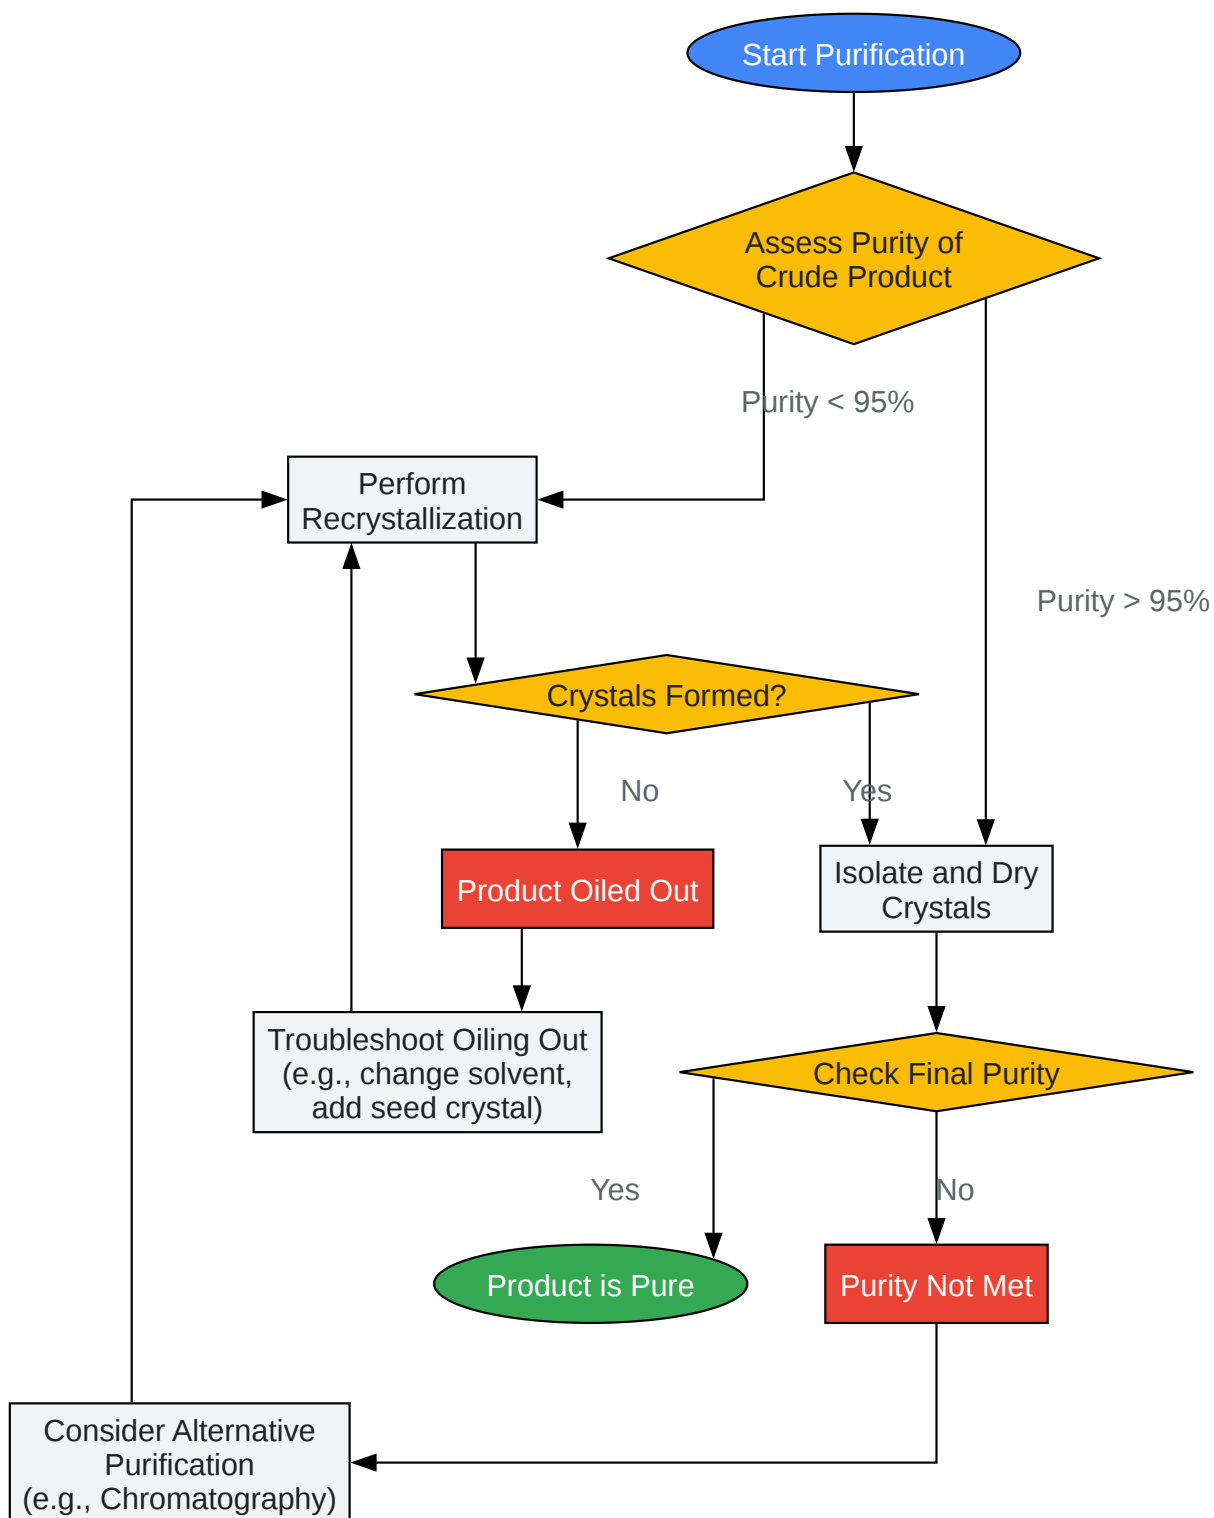 Start Purification
Assess Purity of
Crude Product
Purity < 95%
Perform
Recrystallization
Purity > 95%
Crystals Formed?
No
Yes
Product Oiled Out
Isolate and Dry
Crystals
Troubleshoot Oiling Out
(e.g., change solvent,
add seed crystal)
Check Final Purity
Yes
No
Product is Pure
Purity Not Met
Consider Alternative
Purification
(e.g., Chromatography)